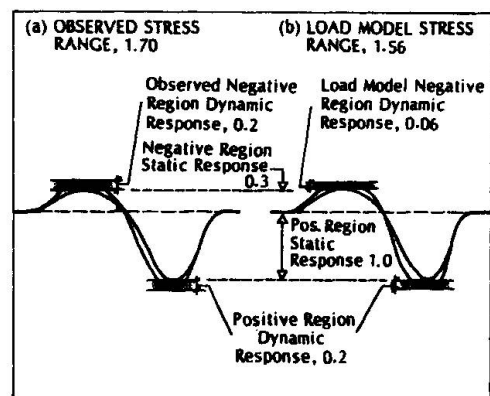 (a) OBSERVED STRESS
RANGE, 1.70
(b) LOAD MODEL STRESS
RANGE, 1.56
Observed Negative
Region Dynamic
Response, 0.2
Load Model Negative
Region Dynamic
Response, 0.06
Negative Region
Static Response
0.3
Pos. Region
Static
Response 1.0
Positive Region
Dynamic
Response, 0.2